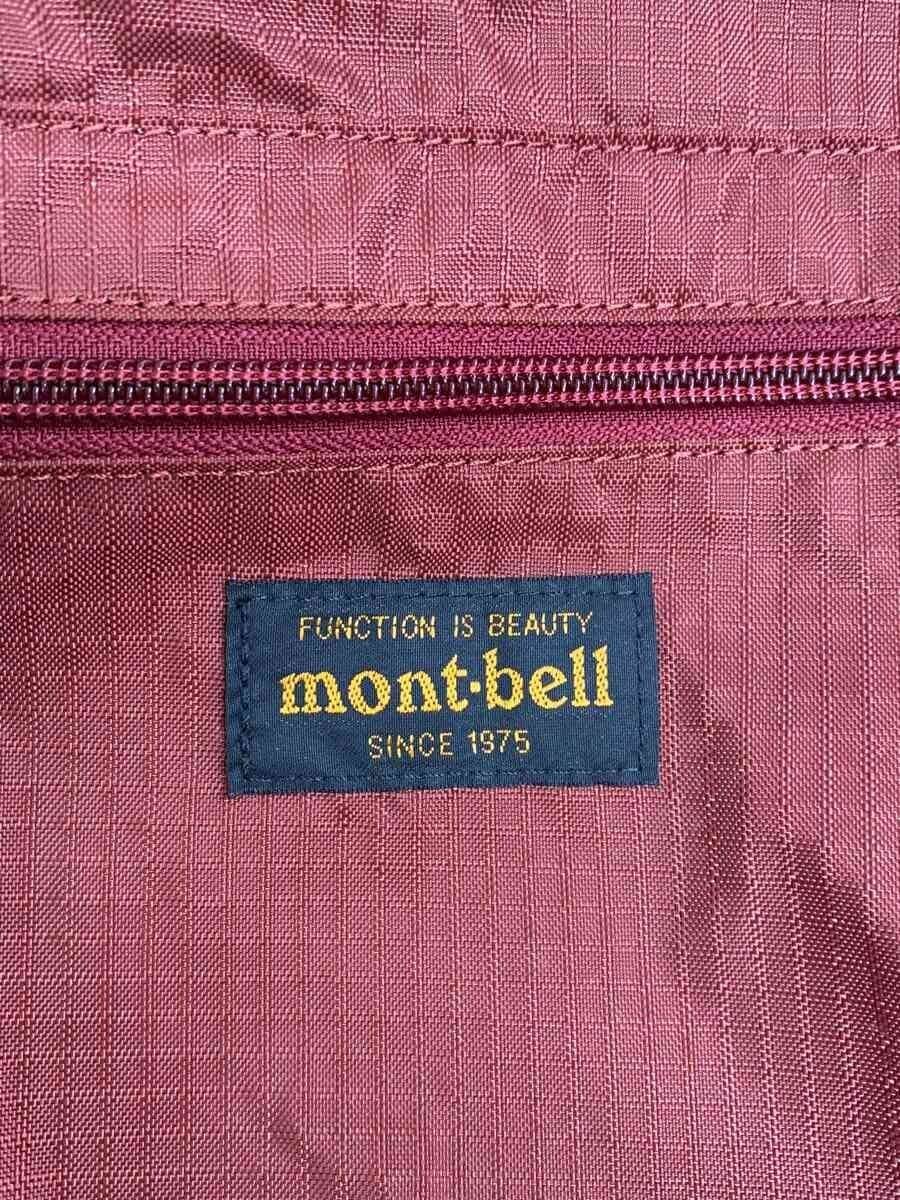 FUNCTION IS BEAUTY
mont·bell
SINCE 1975